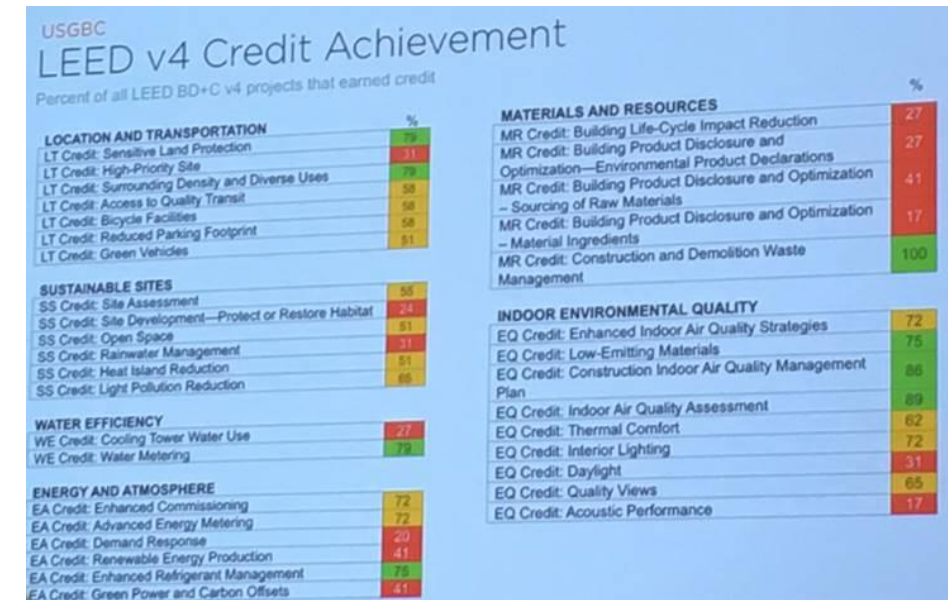 USGBC
LEED v4 Credit Achievement
Percent of all LEED BD+C v4 projects that earned credit
LOCATION AND TRANSPORTATION %
LT Credit: Sensitive Land Protection 79
LT Credit: High-Priority Site 31
LT Credit: Surrounding Density and Diverse Uses 79
LT Credit: Access to Quality Transit 58
LT Credit: Bicycle Facilities 58
LT Credit: Reduced Parking Footprint 58
LT Credit: Green Vehicles 51
SUSTAINABLE SITES
SS Credit: Site Assessment 55
SS Credit: Site Development—Protect or Restore Habitat 24
SS Credit: Open Space 51
SS Credit: Rainwater Management 31
SS Credit: Heat Island Reduction 51
SS Credit: Light Pollution Reduction 65
WATER EFFICIENCY
WE Credit: Cooling Tower Water Use 27
WE Credit: Water Metering 79
ENERGY AND ATMOSPHERE
EA Credit: Enhanced Commissioning 72
EA Credit: Advanced Energy Metering 72
EA Credit: Demand Response 20
EA Credit: Renewable Energy Production 41
EA Credit: Enhanced Refrigerant Management 75
EA Credit: Green Power and Carbon Offsets 41
%
MATERIALS AND RESOURCES
MR Credit: Building Life-Cycle Impact Reduction 27
MR Credit: Building Product Disclosure and
Optimization—Environmental Product Declarations 27
MR Credit: Building Product Disclosure and Optimization
– Sourcing of Raw Materials 41
MR Credit: Building Product Disclosure and Optimization
– Material Ingredients 17
MR Credit: Construction and Demolition Waste
Management 100
INDOOR ENVIRONMENTAL QUALITY
EQ Credit: Enhanced Indoor Air Quality Strategies 72
EQ Credit: Low-Emitting Materials 75
EQ Credit: Construction Indoor Air Quality Management
Plan 86
EQ Credit: Indoor Air Quality Assessment 89
EQ Credit: Thermal Comfort 62
EQ Credit: Interior Lighting 72
EQ Credit: Daylight 31
EQ Credit: Quality Views 65
EQ Credit: Acoustic Performance 17